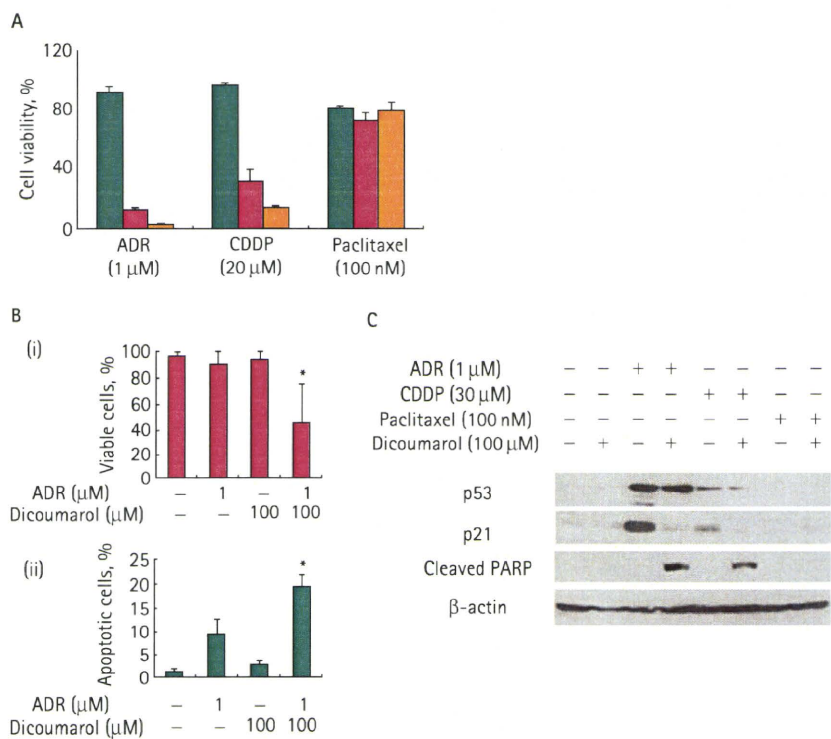 A
120
80
40
0
Cell viability, %
ADR CDDP Paclitaxel
(1 µM) (20 µM) (100 nM)
B
(i)
100
80
60
40
20
0
Viable cells, %
ADR (µM) – 1 – 1
Dicoumarol (µM) – – 100 100
*
(ii)
25
20
15
10
5
0
Apoptotic cells, %
*
ADR (µM) – 1 – 1
Dicoumarol (µM) – – 100 100
C
ADR (1 µM) – – + + – – – –
CDDP (30 µM) – – – – + + – –
Paclitaxel (100 nM) – – – – – – + +
Dicoumarol (100 µM) – + – + – + – +
p53
p21
Cleaved PARP
β-actin